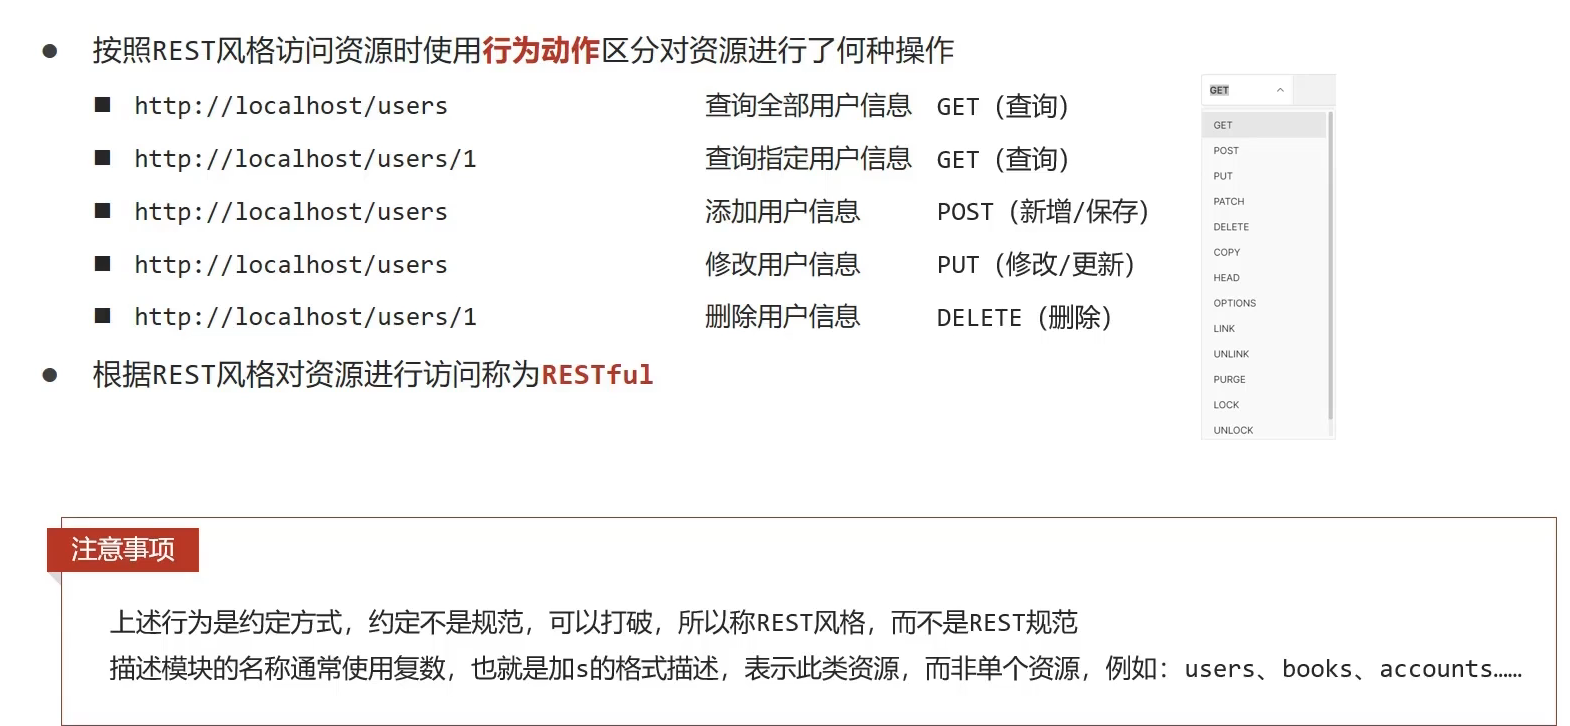 按照REST风格访问资源时使用行为动作区分对资源进行了何种操作
http://localhost/users 查询全部用户信息 GET（查询）
http://localhost/users/1 查询指定用户信息 GET（查询）
http://localhost/users 添加用户信息 POST（新增/保存）
http://localhost/users 修改用户信息 PUT（修改/更新）
http://localhost/users/1 删除用户信息 DELETE（删除）
根据REST风格对资源进行访问称为RESTful
GET
GET
POST
PUT
PATCH
DELETE
COPY
HEAD
OPTIONS
LINK
UNLINK
PURGE
LOCK
UNLOCK
注意事项
上述行为是约定方式，约定不是规范，可以打破，所以称REST风格，而不是REST规范
描述模块的名称通常使用复数，也就是加s的格式描述，表示此类资源，而非单个资源，例如：users、books、accounts……